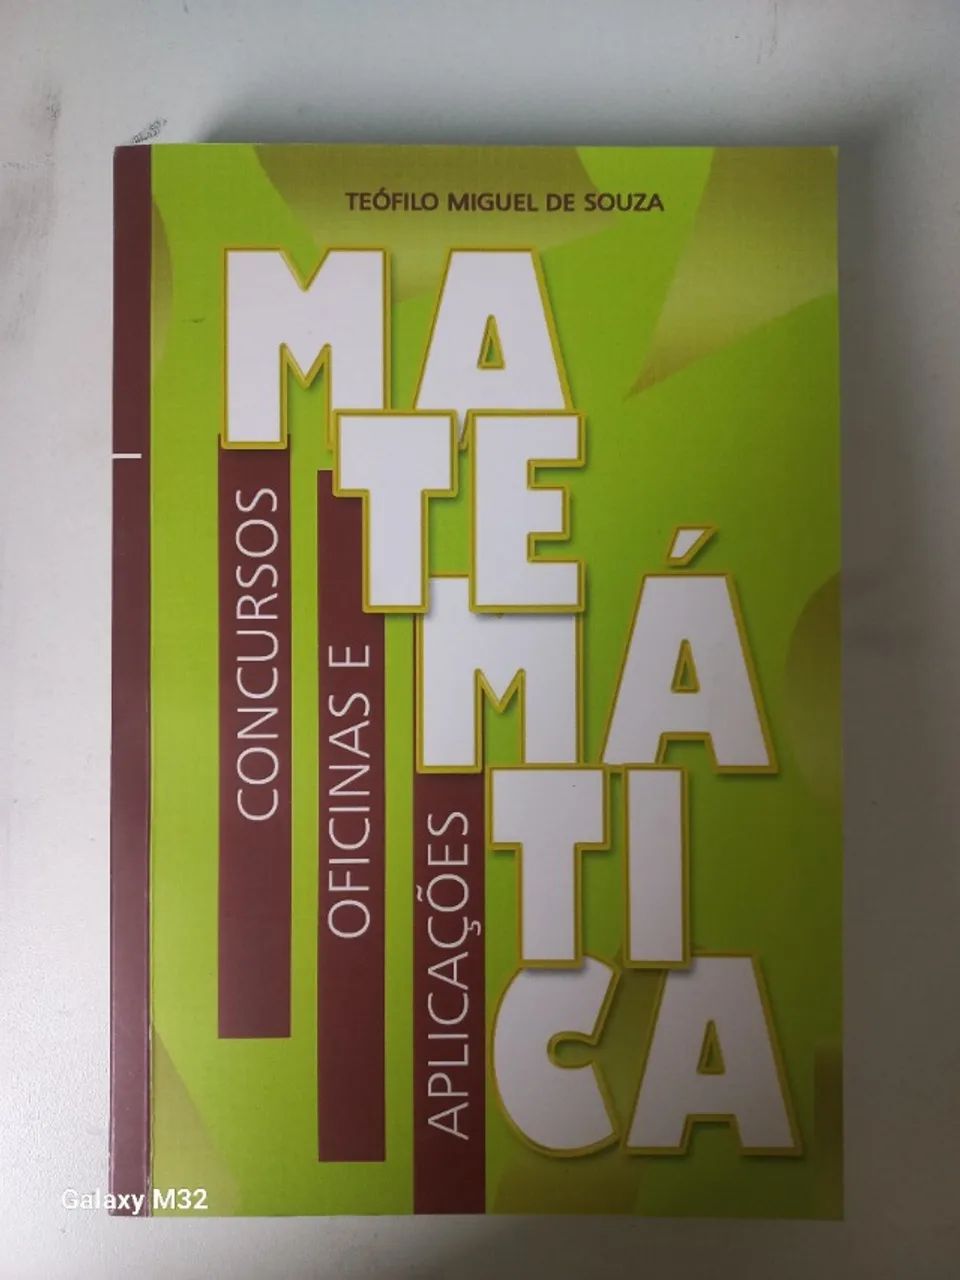 TEÓFILO MIGUEL DE SOUZA
MA
TE
MÁ
TI
CA
CONCURSOS
OFICINAS E
APLICAÇÕES
Galaxy M32